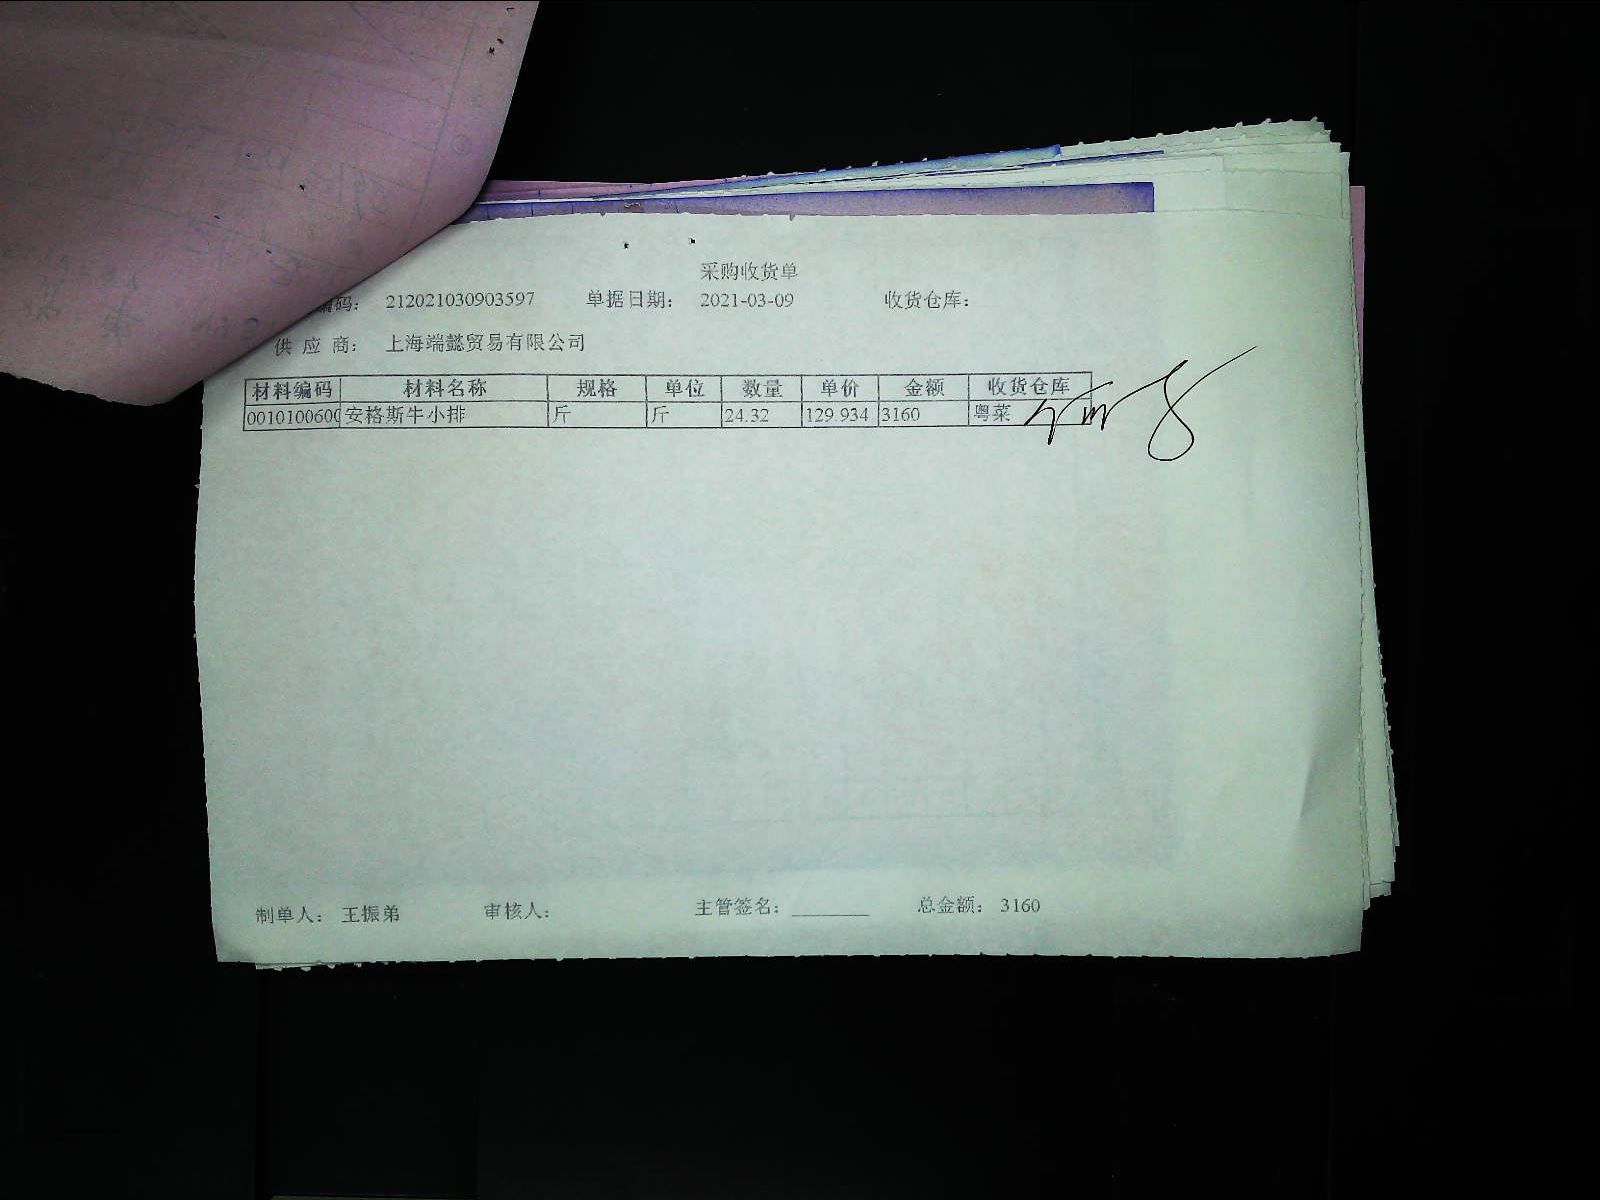 采购收货单
编码： 212021030903597 单据日期： 2021-03-09 收货仓库：
供应商： 上海端懿贸易有限公司
材料编码 材料名称 规格 单位 数量 单价 金额 收货仓库
0010100600 安格斯牛小排 斤 斤 24.32 129.934 3160 粤菜
制单人： 王振弟 审核人： 主管签名：________ 总金额： 3160